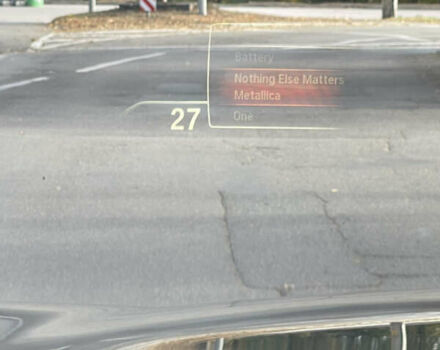 Battery
Nothing Else Matters
Metallica
One
27